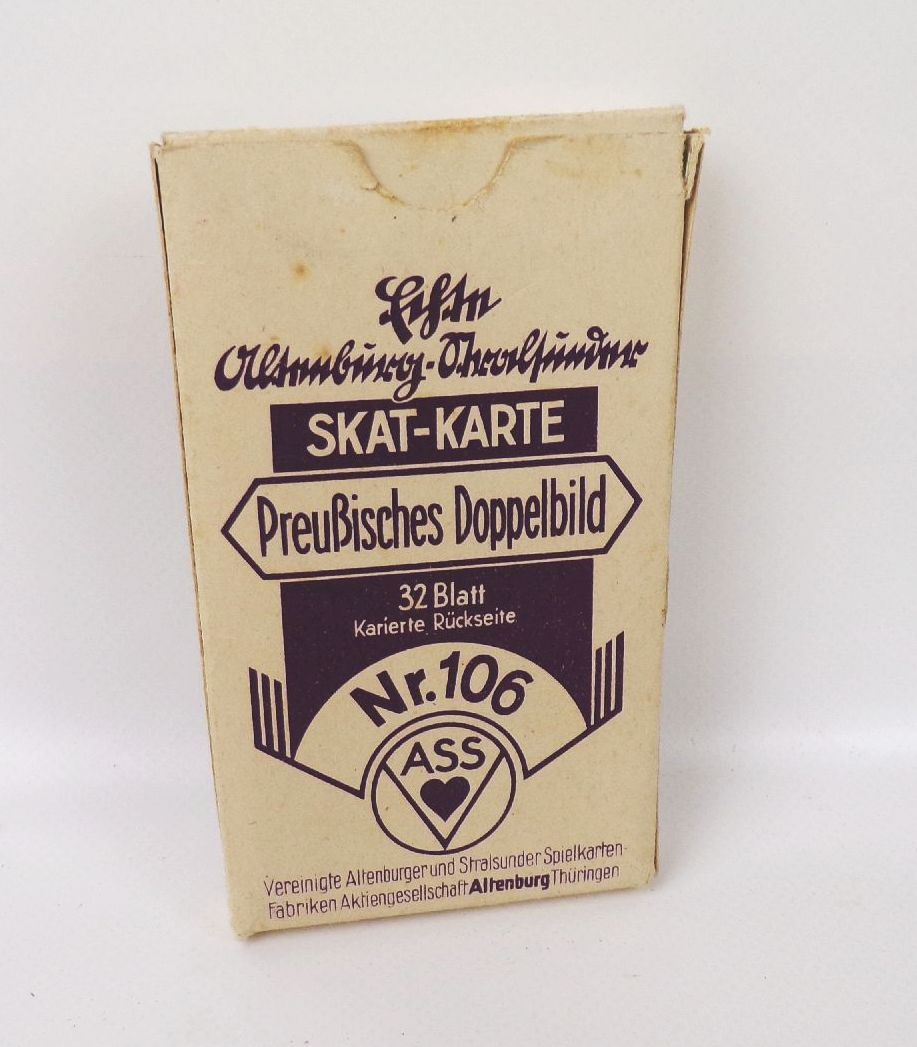 Echte
Altenburg-Stralsunder
SKAT-KARTE
Preußisches Doppelbild
32 Blatt
Karierte Rückseite
Nr. 106
ASS
Vereinigte Altenburger und Stralsunder Spielkarten-
Fabriken Aktiengesellschaft Altenburg Thüringen